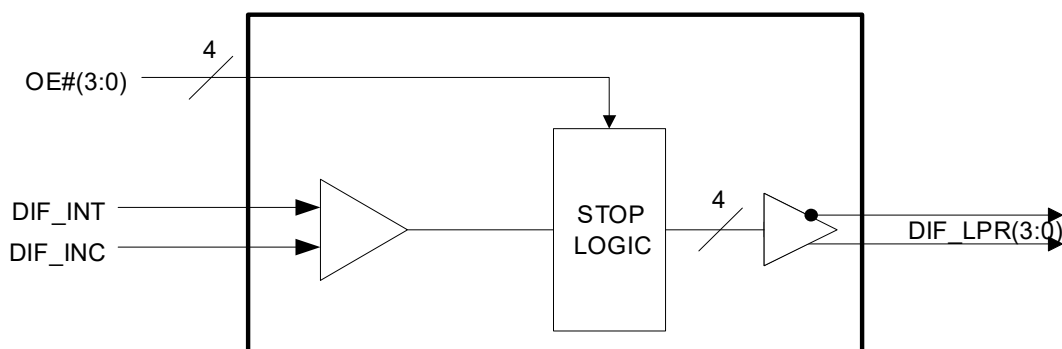 4
OE#(3:0)
DIF_INT
DIF_INC
STOP
LOGIC
4
DIF_LPR(3:0)